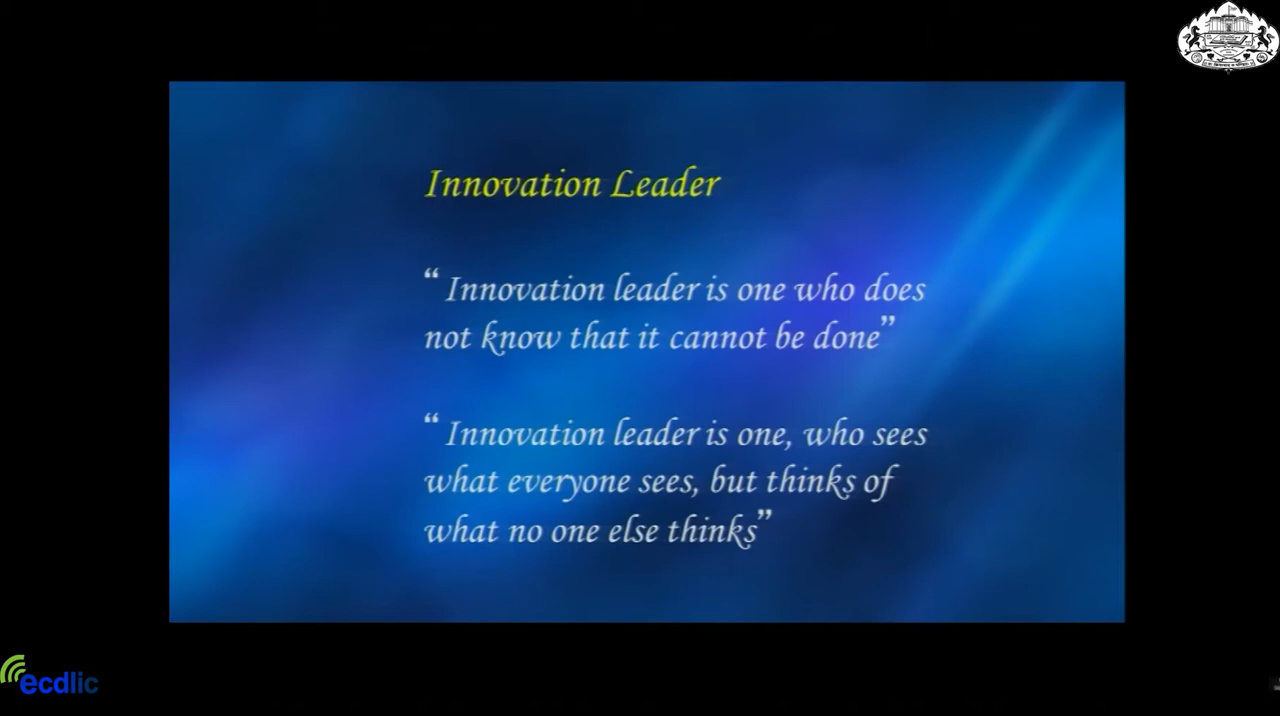 Innovation Leader
“ Innovation leader is one who does
not know that it cannot be done”
“ Innovation leader is one, who sees
what everyone sees, but thinks of
what no one else thinks”
ecdlic